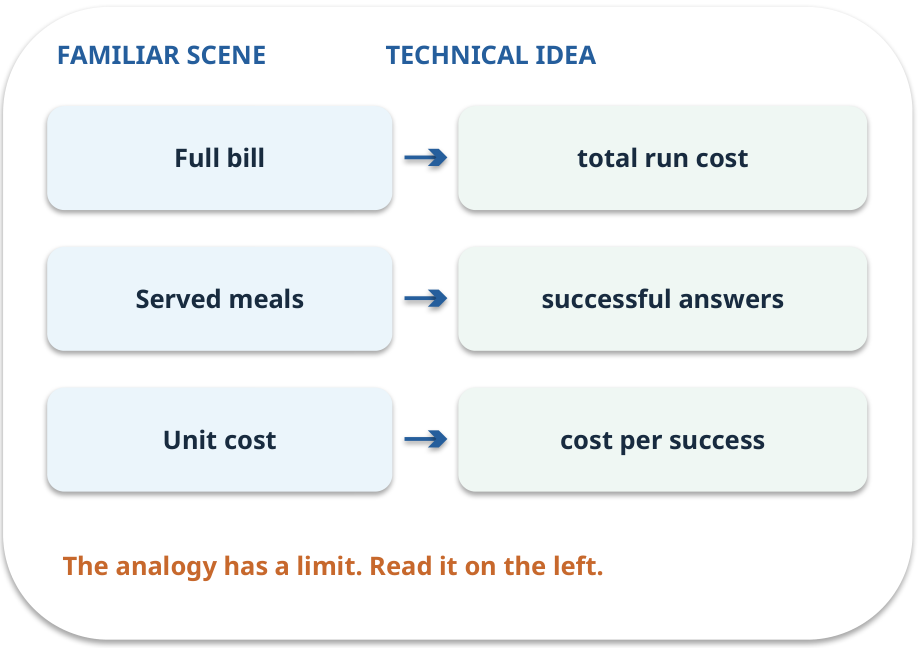 FAMILIAR SCENE
TECHNICAL IDEA
Full bill
total run cost
Served meals
successful answers
Unit cost
cost per success
The analogy has a limit. Read it on the left.